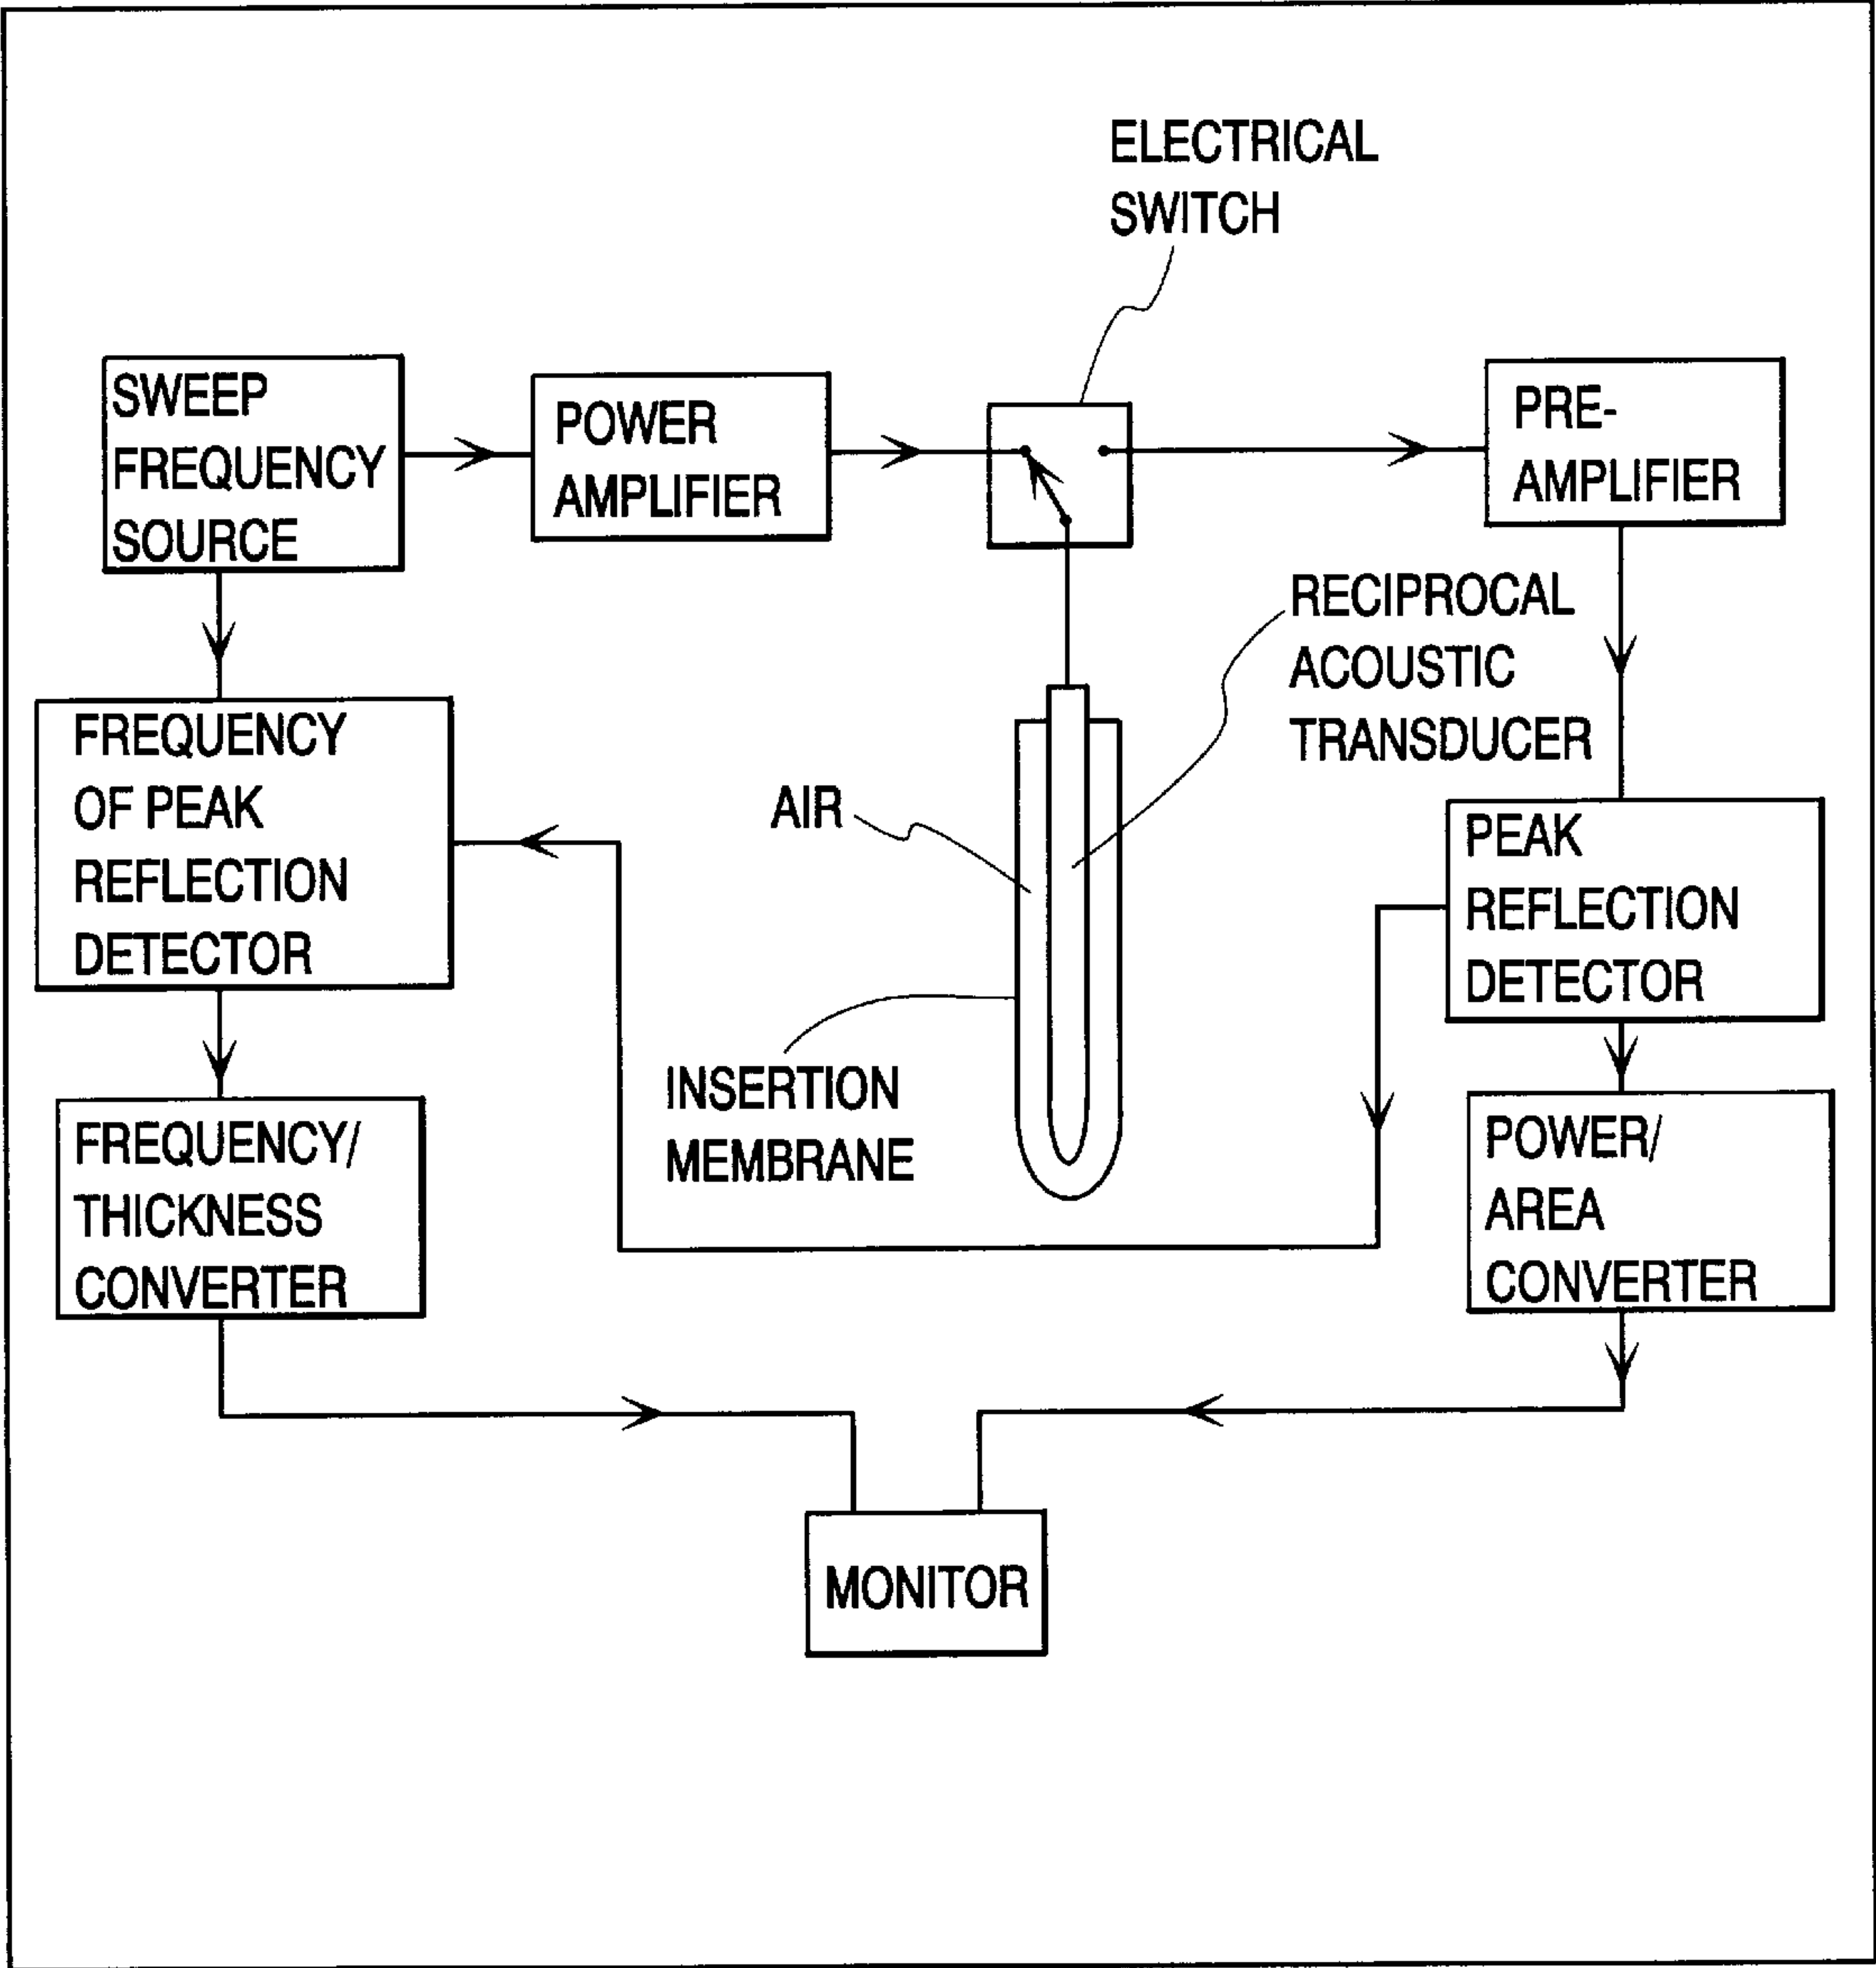 ELECTRICAL
SWITCH
SWEEP
FREQUENCY
SOURCE
POWER
AMPLIFIER
PRE-
AMPLIFIER
RECIPROCAL
ACOUSTIC
TRANSDUCER
FREQUENCY
OF PEAK
REFLECTION
DETECTOR
AIR
PEAK
REFLECTION
DETECTOR
INSERTION
MEMBRANE
FREQUENCY/
THICKNESS
CONVERTER
POWER/
AREA
CONVERTER
MONITOR